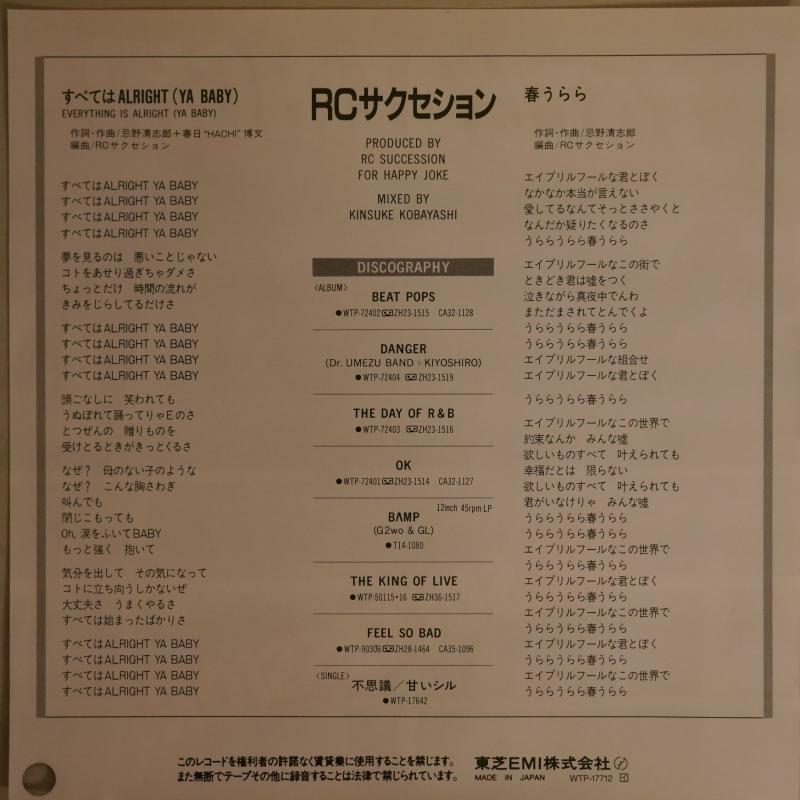 すべてはALRIGHT(YA BABY)
EVERYTHING IS ALRIGHT (YA BABY)
作詞・作曲/忌野清志郎+春日"HACHI"博文
編曲/RCサクセション
すべてはALRIGHT YA BABY
すべてはALRIGHT YA BABY
すべてはALRIGHT YA BABY
すべてはALRIGHT YA BABY
夢を見るのは 悪いことじゃない
コトをあせり過ぎちゃダメさ
ちょっとだけ 時間の流れが
きみをじらしてるだけさ
すべてはALRIGHT YA BABY
すべてはALRIGHT YA BABY
すべてはALRIGHT YA BABY
すべてはALRIGHT YA BABY
頭ごなしに 笑われても
うぬぼれて踊ってりゃEのさ
とつぜんの 贈りものを
受けとるときがきっとくるさ
なぜ? 母のない子のような
なぜ? こんな胸さわぎ
叫んでも
閉じこもっても
Oh, 涙をふいてBABY
もっと強く 抱いて
気分を出して その気になって
コトに立ち向うしかないぜ
大丈夫さ うまくやるさ
すべては始まったばかりさ
すべてはALRIGHT YA BABY
すべてはALRIGHT YA BABY
すべてはALRIGHT YA BABY
すべてはALRIGHT YA BABY
RCサクセション
PRODUCED BY
RC SUCCESSION
FOR HAPPY JOKE
MIXED BY
KINSUKE KOBAYASHI
DISCOGRAPHY
〈ALBUM〉
BEAT POPS
●WTP-72402 ZH23-1515 CA32-1128
DANGER
(Dr. UMEZU BAND+KIYOSHIRO)
●WTP-72404 ZH23-1519
THE DAY OF R&B
●WTP-72403 ZH23-1516
OK
●WTP-72401 ZH23-1514 CA32-1127
12inch 45rpm LP
BΛMP
(G2wo & GL)
●T14-1080
THE KING OF LIVE
●WTP-50115・16 ZH36-1517
FEEL SO BAD
●WTP-90306 ZH28-1464 CA35-1096
〈SINGLE〉
不思議/甘いシル
●WTP-17642
春うらら
作詞・作曲/忌野清志郎
編曲/RCサクセション
エイプリルフールな君とぼく
なかなか本当が言えない
愛してるなんてそっとささやくと
なんだか疑りたくなるのさ
うららうらら春うらら
エイプリルフールなこの街で
ときどき君は嘘をつく
泣きながら真夜中でんわ
まただまされてとんでくよ
うららうらら春うらら
うららうらら春うらら
エイプリルフールな組合せ
エイプリルフールな君とぼく
うららうらら春うらら
エイプリルフールなこの世界で
約束なんか みんな嘘
欲しいものすべて 叶えられても
幸福だとは 限らない
欲しいものすべて 叶えられても
君がいなけりゃ みんな嘘
うららうらら春うらら
うららうらら春うらら
エイプリルフールなこの世界で
うららうらら春うらら
エイプリルフールな君とぼく
うららうらら春うらら
エイプリルフールなこの世界で
うららうらら春うらら
エイプリルフールな君とぼく
うららうらら春うらら
エイプリルフールなこの世界で
うららうらら春うらら
このレコードを権利者の許諾なく賃貸業に使用することを禁じます。
また無断でテープその他に録音することは法律で禁じられています。
東芝EMI株式会社
MADE IN JAPAN WTP-17712